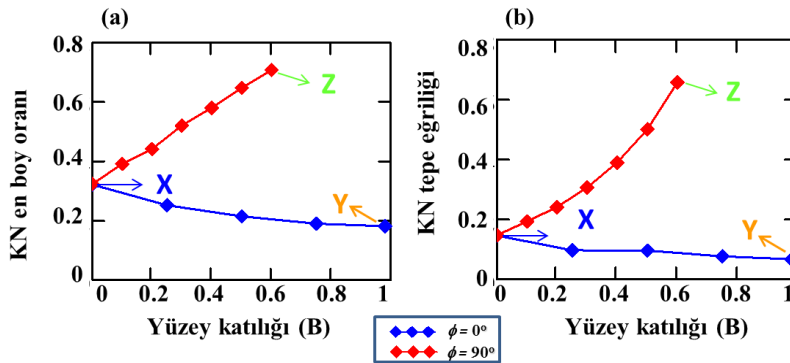 (a)
KN en boy oranı
0.8
0.6
0.4
0.2
0
0 0.2 0.4 0.6 0.8 1
X
Y
Z
Yüzey katılığı (B)
(b)
KN tepe eğriliği
0.8
0.6
0.4
0.2
0
0 0.2 0.4 0.6 0.8 1
X
Y
Z
Yüzey katılığı (B)
ϕ = 0°
ϕ = 90°